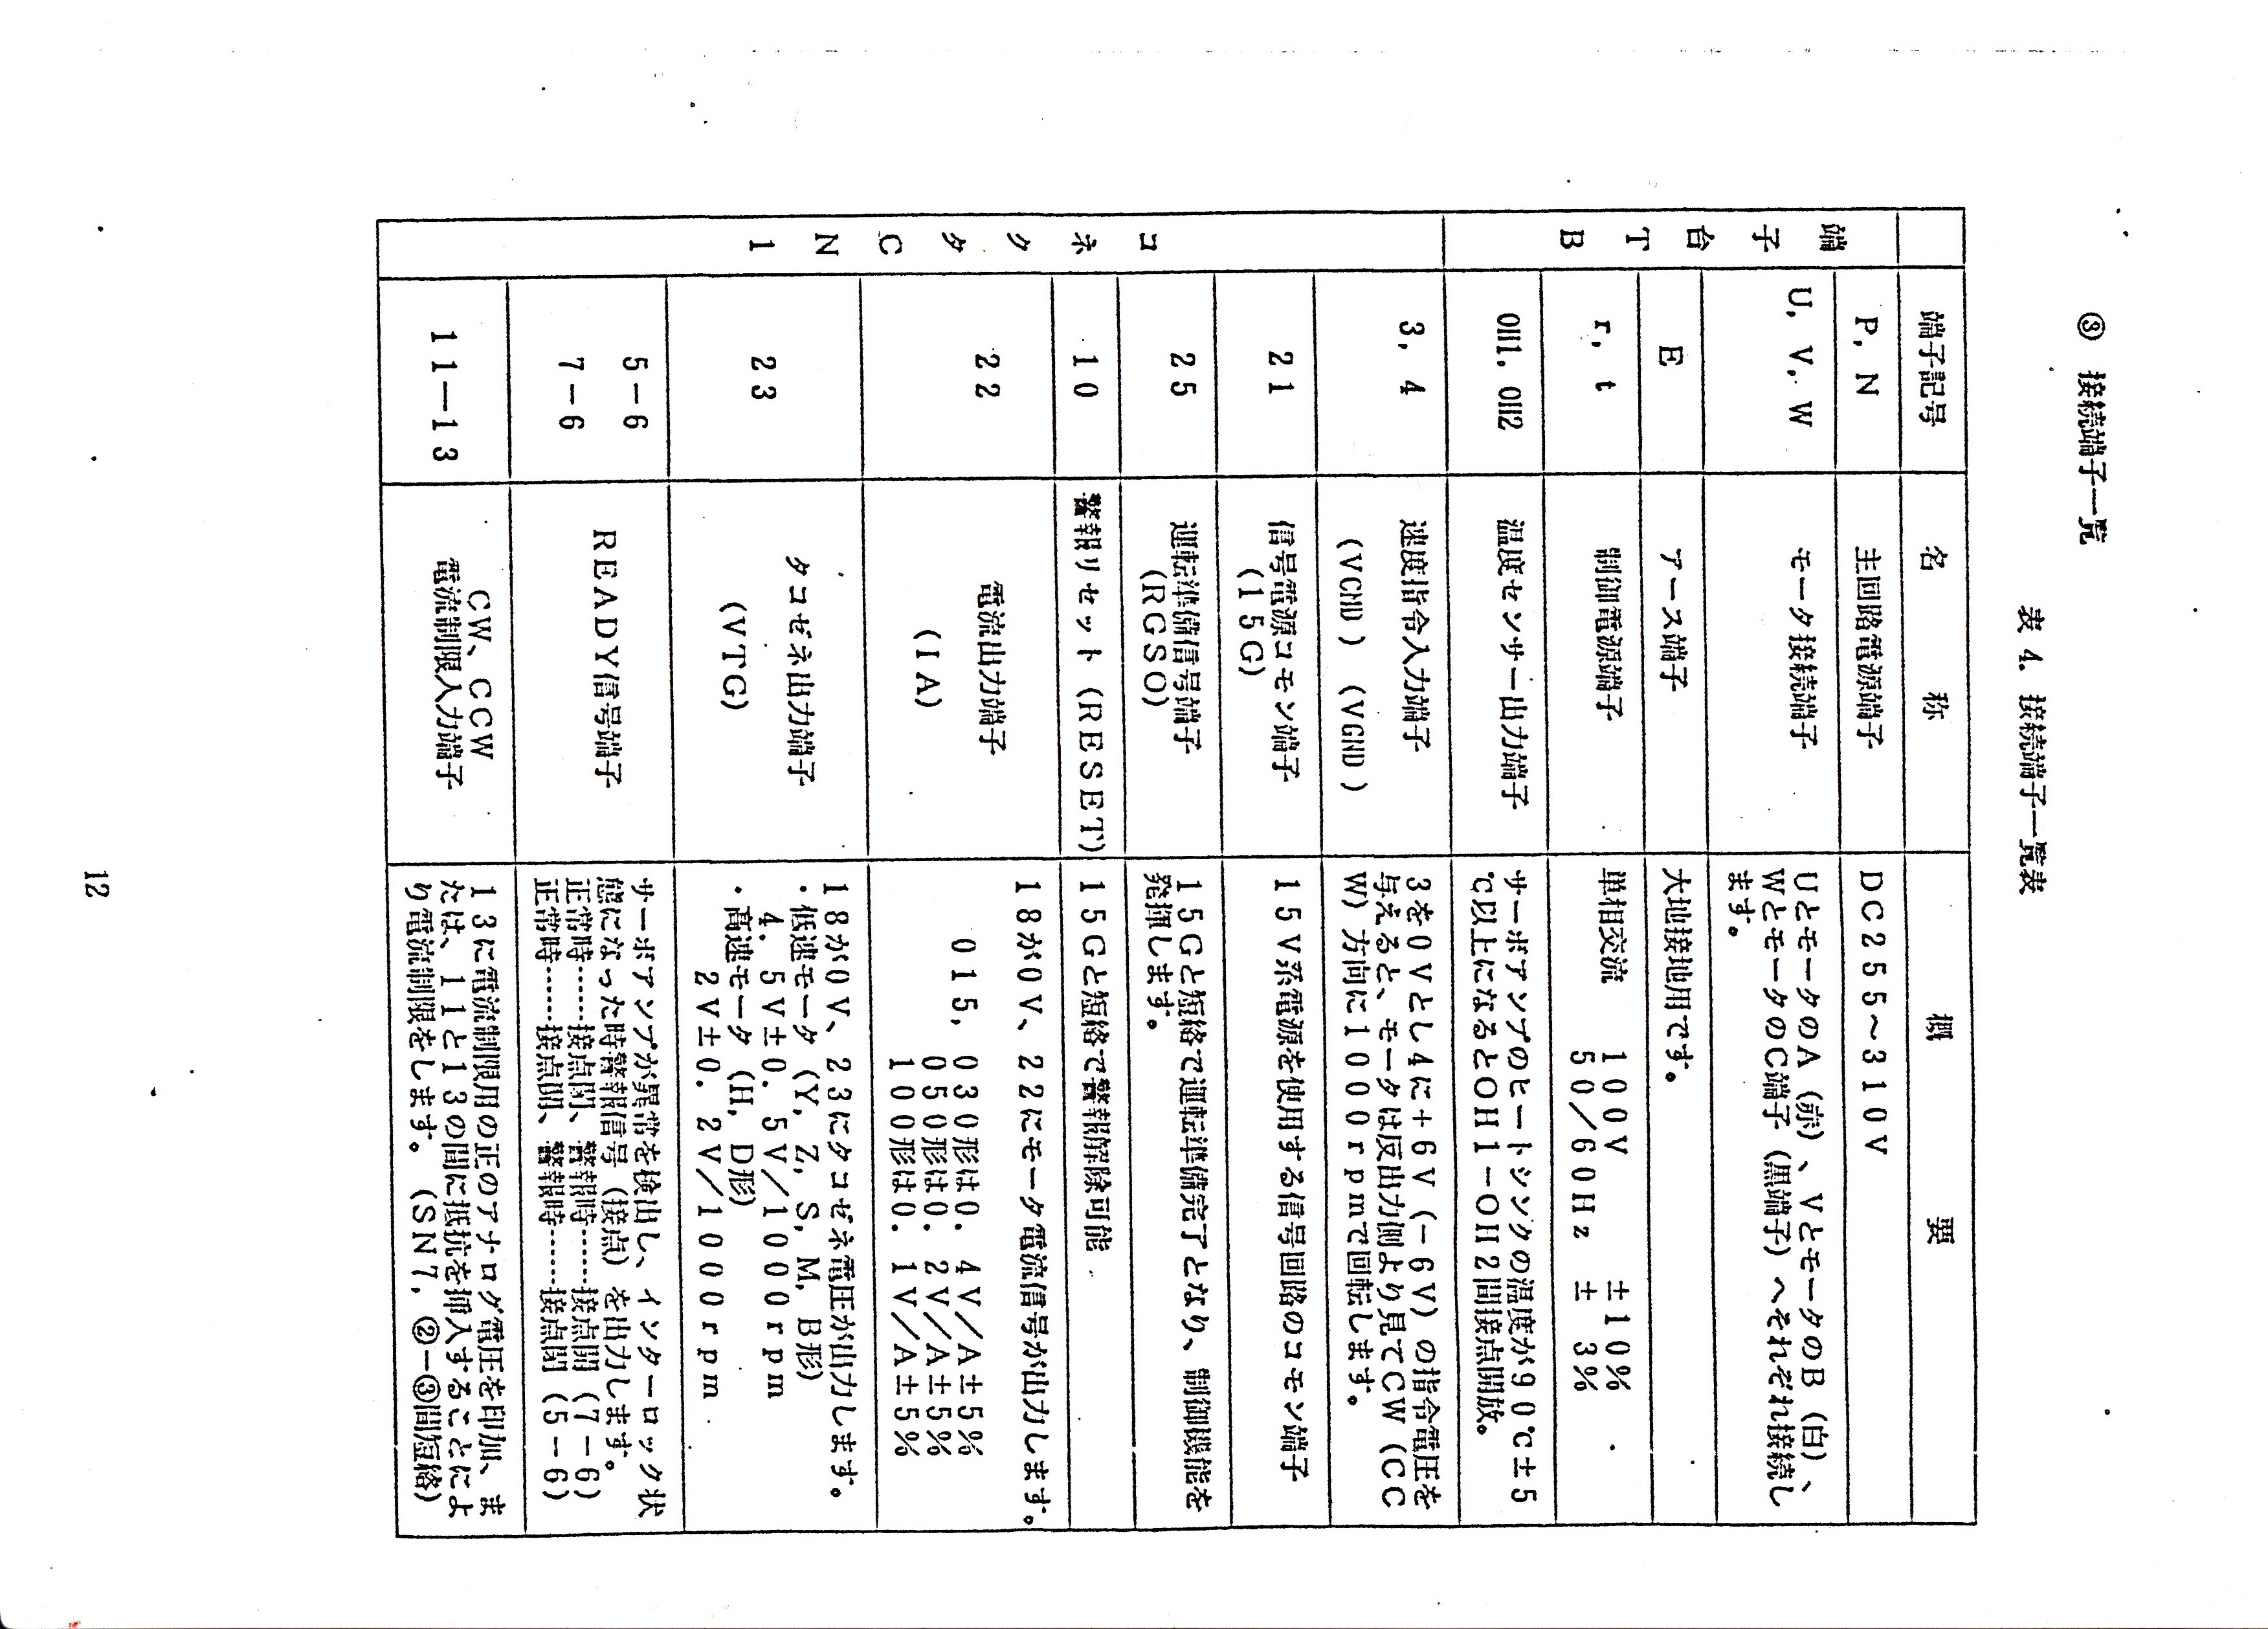 ③ 接続端子一覧
表 4. 接続端子一覧表
端子記号 名称 概要
端子台TB
P, N 主回路電源端子 DC255～310V
U, V, W モータ接続端子 UとモータのA（赤）、VとモータのB（白）、
WとモータのC端子（黒端子）へそれぞれ接続し
ます。
E アース端子 大地接地用です。
r, t 制御電源端子 単相交流 100V ±10%
50／60Hz ± 3%
OH1, OH2 温度センサー出力端子 サーボアンプのヒートシンクの温度が90℃±5
℃以上になるとOH1－OH2間接点開放。
コネクタCN1
3, 4 速度指令入力端子 3を0Vとし4に＋6V（－6V）の指令電圧を
与えると、モータは反出力側より見てCW（CC
(VCMD) (VGND) W）方向に1000rpmで回転します。
21 信号電源コモン端子 15V系電源を使用する信号回路のコモン端子
(15G)
25 運転準備信号端子 15Gと短絡で運転準備完了となり、制御機能を
(RGSO) 発揮します。
10 警報リセット（RESET） 15Gと短絡で警報解除可能
18が0V、22にモータ電流信号が出力します。
22 電流出力端子
015, 030形は0. 4V／A±5%
(IA) 050形は0. 2V／A±5%
100形は0. 1V／A±5%
18が0V、23にタコゼネ電圧が出力します。
タコゼネ出力端子 ・低速モータ（Y, Z, S, M, B形）
23 4. 5V±0. 5V／1000rpm
(VTG) ・高速モータ（H, D形）
2V±0. 2V／1000rpm
5－6 サーボアンプが異常を検出し、インターロック状
READY信号端子 態になった時警報信号（接点）を出力します。
7－6 正常時……接点閉、警報時……接点開（7－6）
正常時……接点開、警報時……接点閉（5－6）
CW、CCW 13に電流制限用の正のアナログ電圧を印加、ま
11－13 電流制限入力端子 たは、11と13の間に抵抗を挿入することによ
り電流制限をします。（SN7, ②－③間短絡）
12